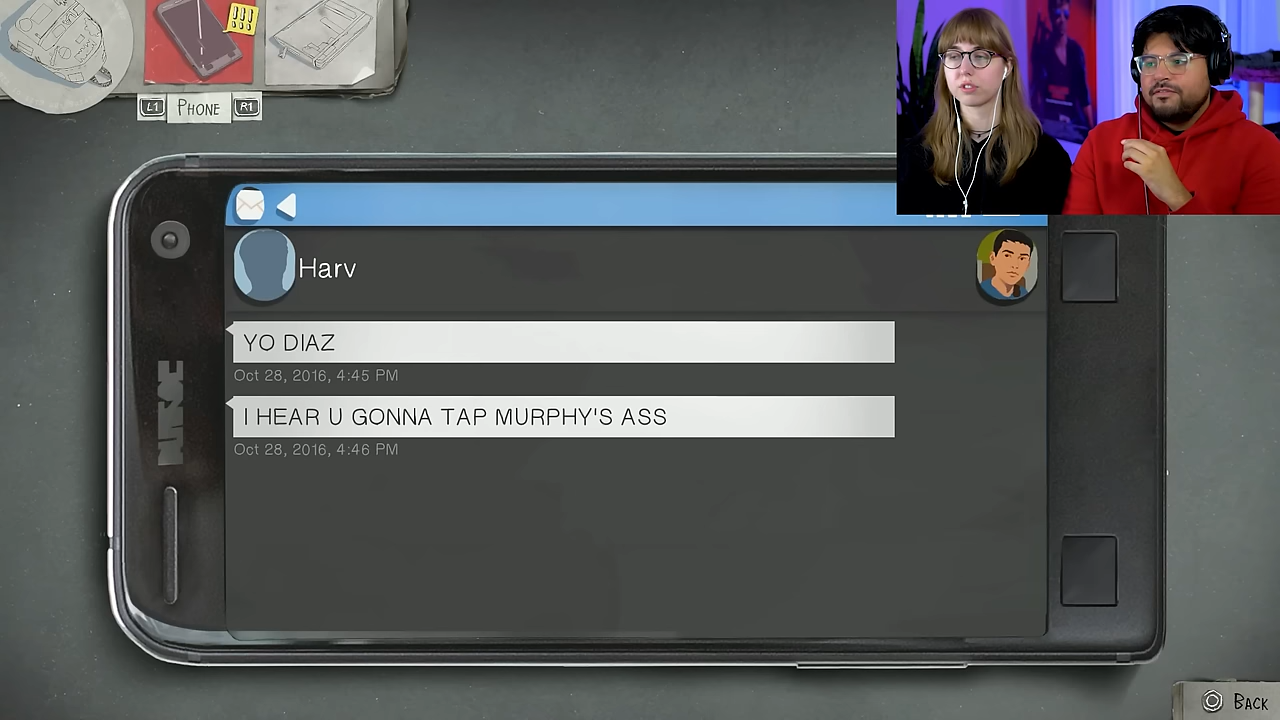 L1 PHONE R1
Harv
YO DIAZ
Oct 28, 2016, 4:45 PM
I HEAR U GONNA TAP MURPHY'S ASS
Oct 28, 2016, 4:46 PM
BACK